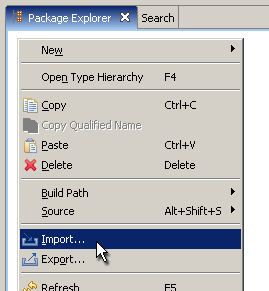 Package Explorer Search
New
Open Type Hierarchy F4
Copy Ctrl+C
Copy Qualified Name
Paste Ctrl+V
Delete Delete
Build Path
Source Alt+Shift+S
Import...
Export...
Refresh F5